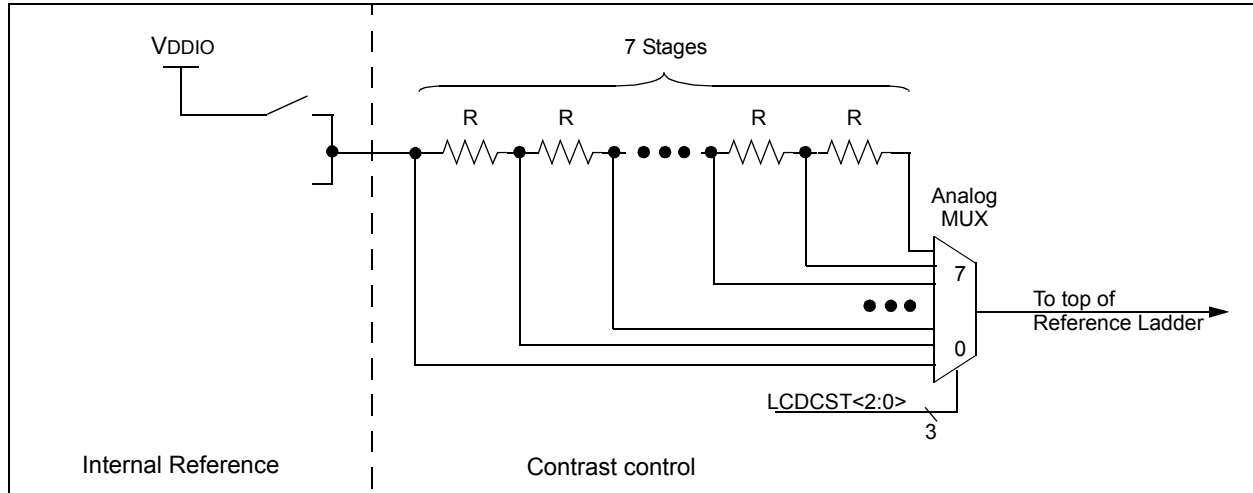 VDDIO
7 Stages
R
R
R
R
Analog
MUX
7
0
To top of
Reference Ladder
LCDCST<2:0>
3
Internal Reference
Contrast control